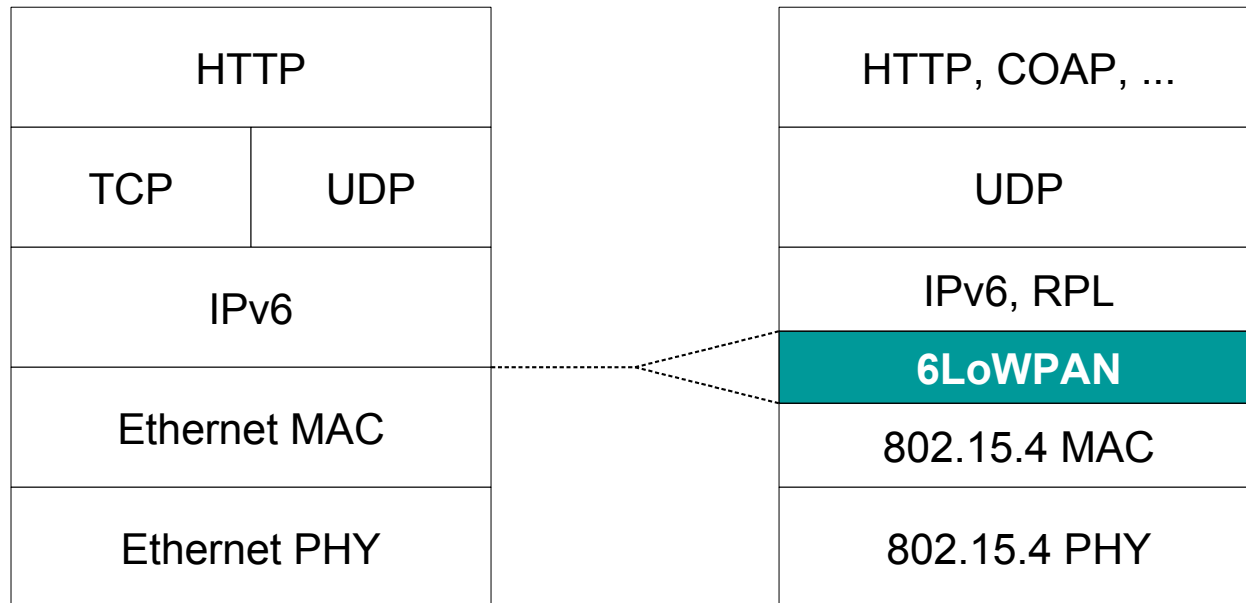 HTTP
TCP
UDP
IPv6
Ethernet MAC
Ethernet PHY
HTTP, COAP, ...
UDP
IPv6, RPL
6LoWPAN
802.15.4 MAC
802.15.4 PHY